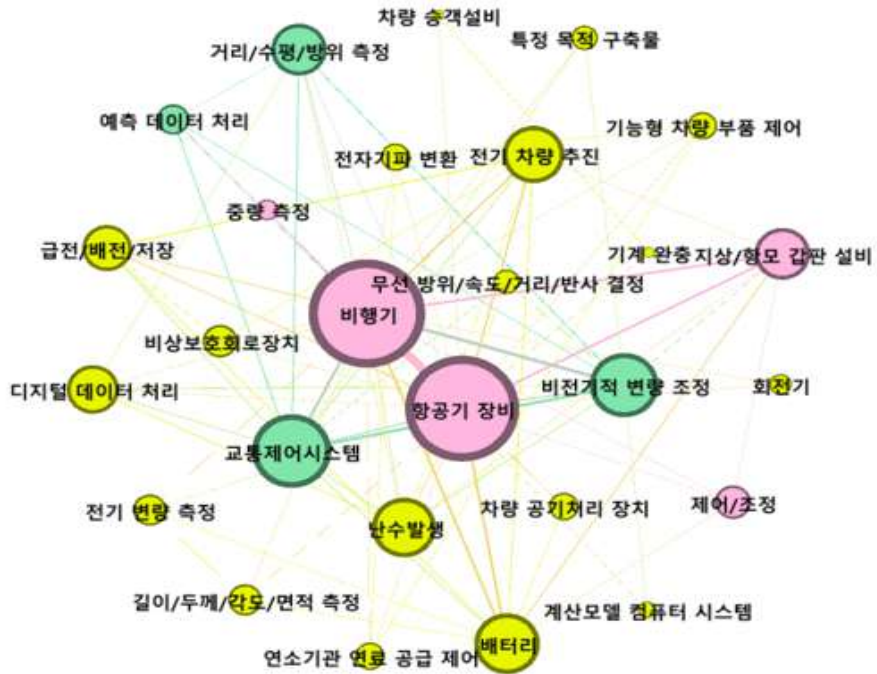 차량 승객설비
특정 목적 구축물
거리/수평/방위 측정
예측 데이터 처리
기능형 차량 부품 제어
전자기파 변환
전기 차량 추진
중량 측정
급전/배전/저장
기계 완충
지상/항모 갑판 설비
무선 방위/속도/거리/반사 결정
비행기
비상보호회로장치
디지털 데이터 처리
비전기적 변량 조정
회전기
항공기 장비
교통제어시스템
전기 변량 측정
난수발생
차량 공기처리 장치
제어/조정
길이/두께/각도/면적 측정
계산모델 컴퓨터 시스템
연소기관 연료 공급 제어
배터리